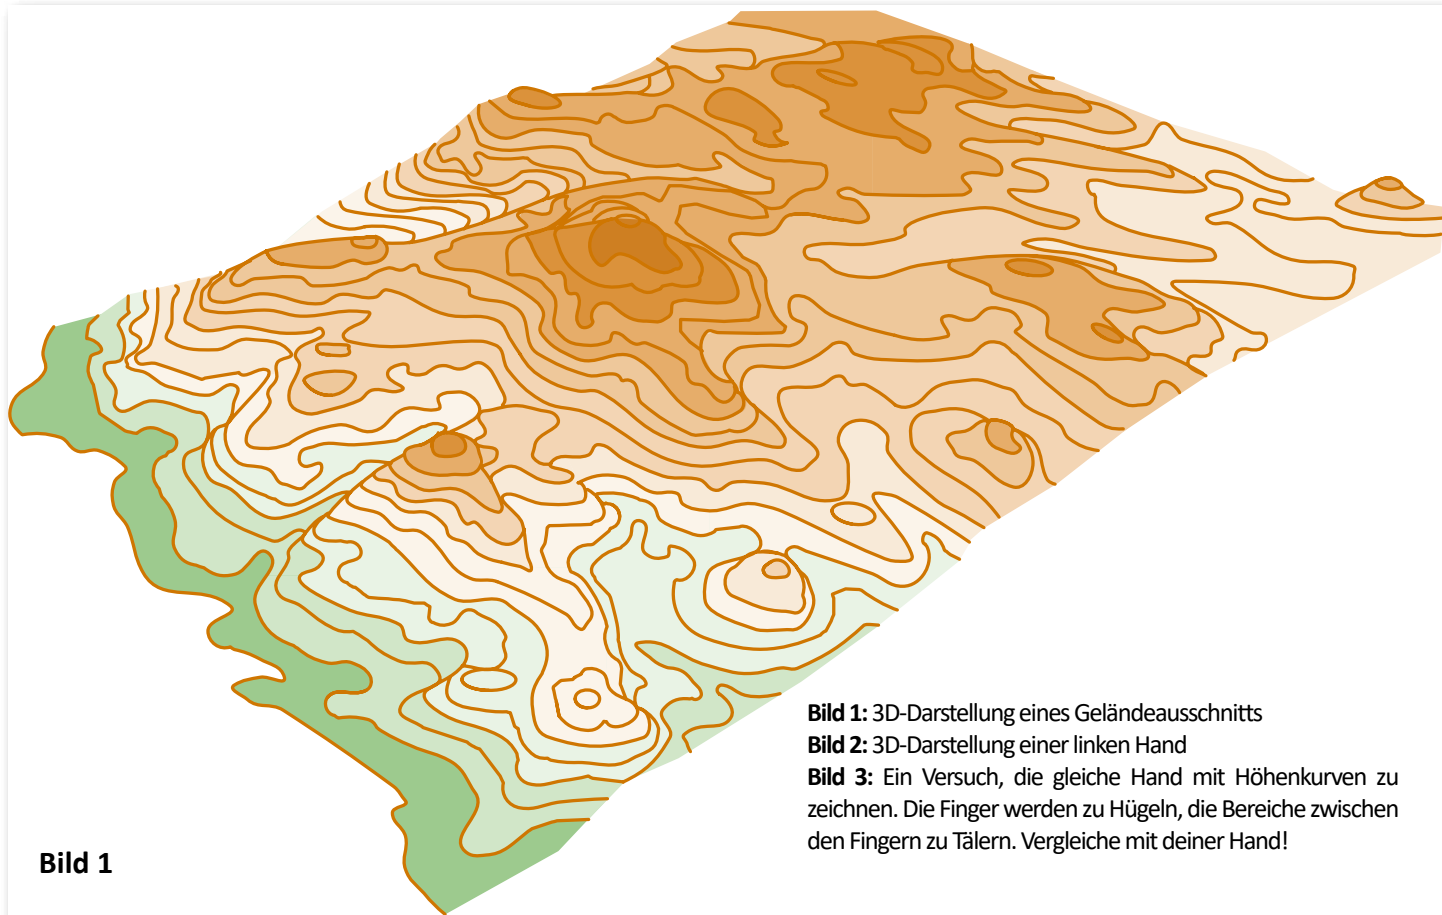 Bild 1: 3D-Darstellung eines Geländeausschnitts
Bild 2: 3D-Darstellung einer linken Hand
Bild 3: Ein Versuch, die gleiche Hand mit Höhenkurven zu
zeichnen. Die Finger werden zu Hügeln, die Bereiche zwischen
den Fingern zu Tälern. Vergleiche mit deiner Hand!
Bild 1